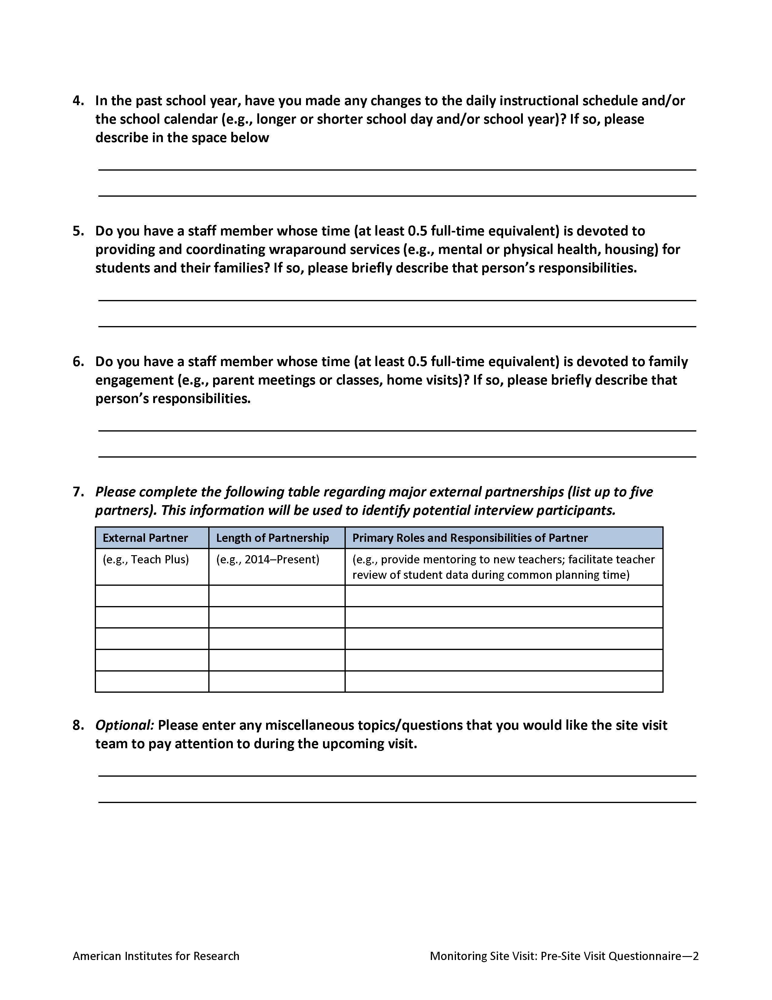 4. In the past school year, have you made any changes to the daily instructional schedule and/or
the school calendar (e.g., longer or shorter school day and/or school year)? If so, please
describe in the space below
5. Do you have a staff member whose time (at least 0.5 full-time equivalent) is devoted to
providing and coordinating wraparound services (e.g., mental or physical health, housing) for
students and their families? If so, please briefly describe that person’s responsibilities.
6. Do you have a staff member whose time (at least 0.5 full-time equivalent) is devoted to family
engagement (e.g., parent meetings or classes, home visits)? If so, please briefly describe that
person’s responsibilities.
7. Please complete the following table regarding major external partnerships (list up to five
partners). This information will be used to identify potential interview participants.
External Partner Length of Partnership Primary Roles and Responsibilities of Partner
(e.g., Teach Plus) (e.g., 2014–Present) (e.g., provide mentoring to new teachers; facilitate teacher
review of student data during common planning time)
8. Optional: Please enter any miscellaneous topics/questions that you would like the site visit
team to pay attention to during the upcoming visit.
American Institutes for Research Monitoring Site Visit: Pre-Site Visit Questionnaire—2